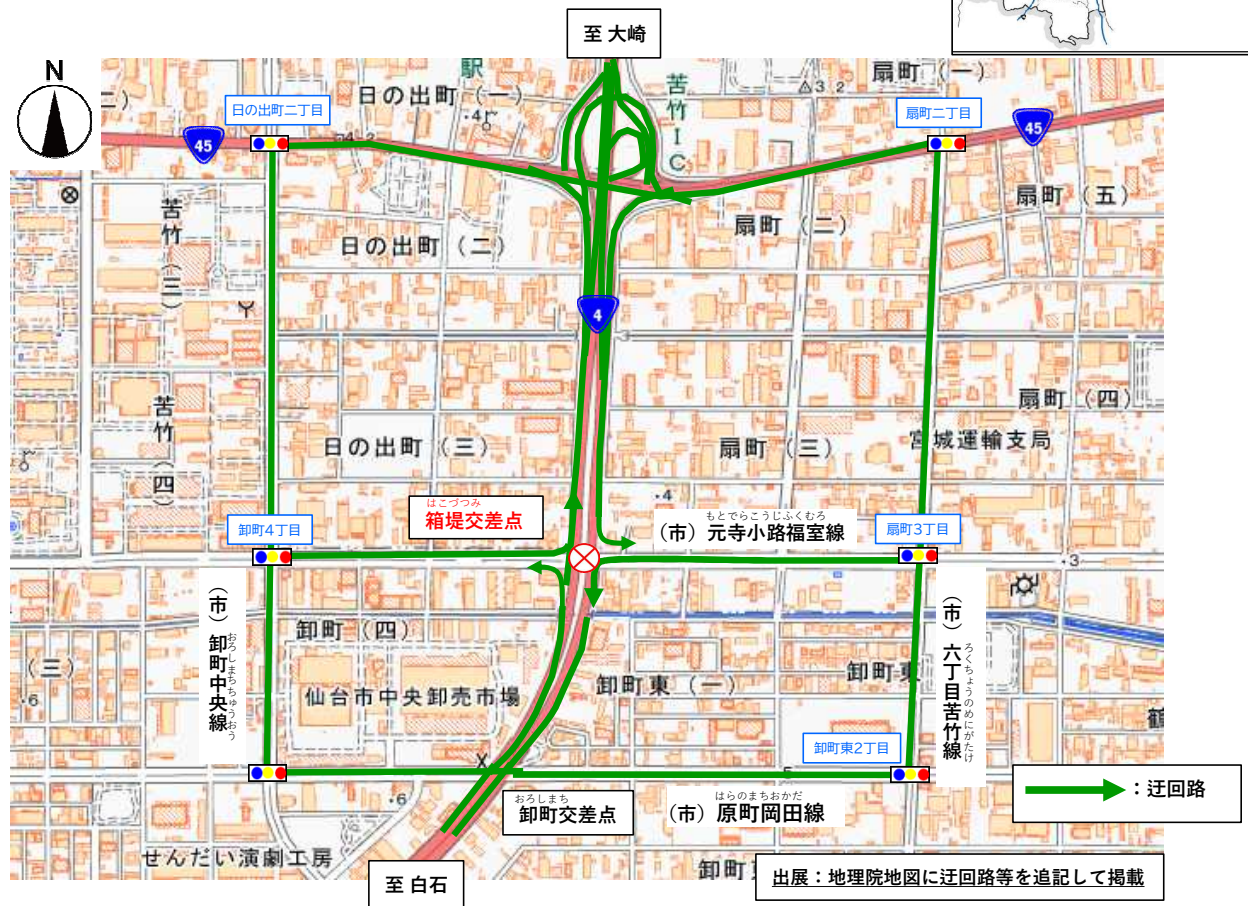 至 大崎
N
駅
日の出町（一）
苦竹IC
32
扇町（一）
日の出町二丁目
扇町二丁目
45
45
苦竹（三）
日の出町（二）
扇町（二）
扇町（五）
4
苦竹（四）
日の出町（三）
扇町（三）
扇町（四）
宮城運輸支局
はこづつみ
箱堤交差点
もとでらこうじふくむろ
（市）元寺小路福室線
卸町4丁目
扇町3丁目
（市）卸町中央線
おろしまちちゅうおう
卸町（四）
（三）
仙台市中央卸売市場
卸町東（一）
卸町東
（市）六丁目苦竹線
ろくちょうのめにがたけ
鶴
卸町東2丁目
おろしまち
卸町交差点
はらのまちおかだ
（市）原町岡田線
：迂回路
せんだい演劇工房
至 白石
卸町
出展：地理院地図に迂回路等を追記して掲載